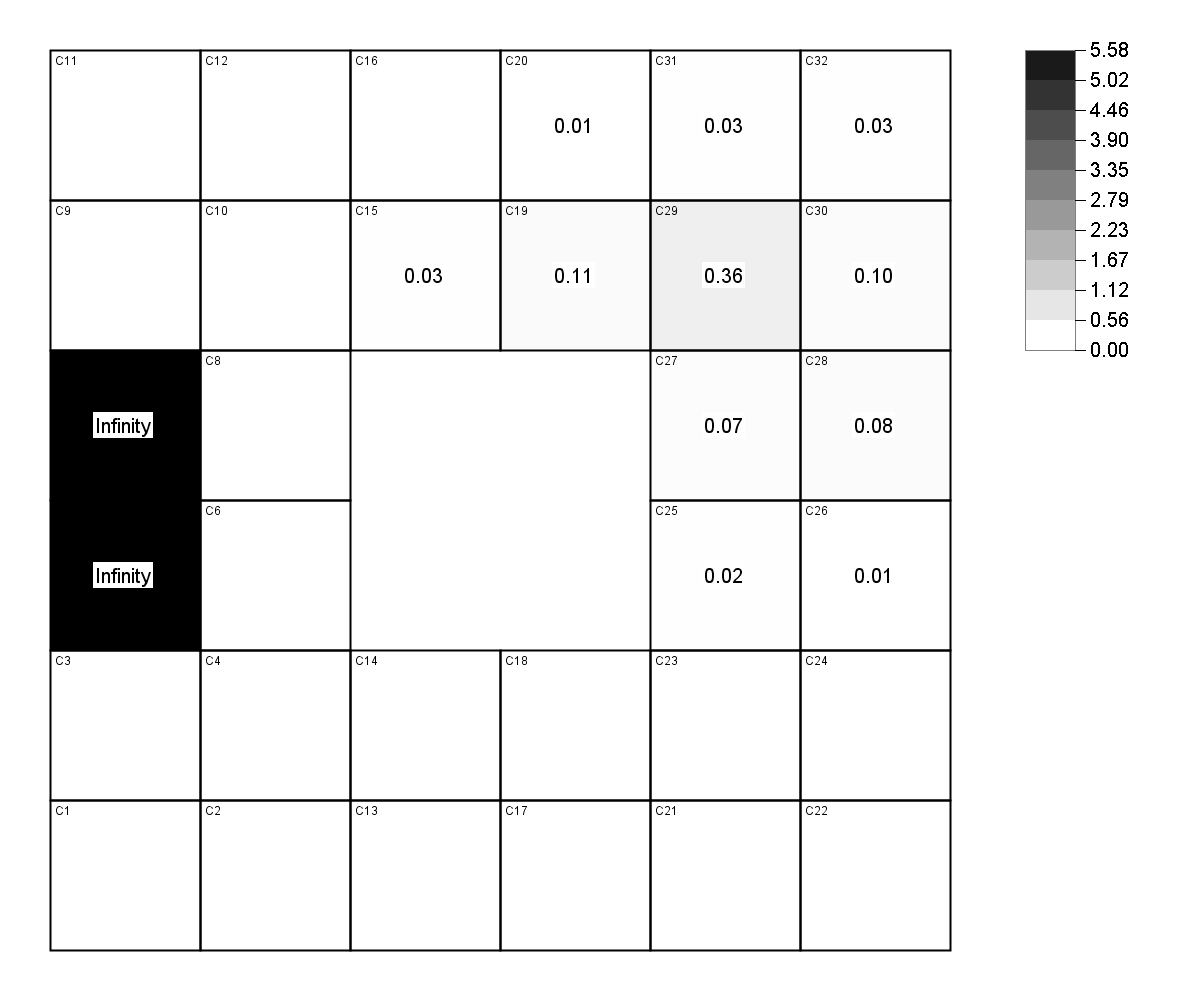 C11 C12 C16 C20 C31 C32
0.01 0.03 0.03
C9 C10 C15 C19 C29 C30
0.03 0.11 0.36 0.10
C8 C27 C28
Infinity 0.07 0.08
C6 C25 C26
Infinity 0.02 0.01
C3 C4 C14 C18 C23 C24
C1 C2 C13 C17 C21 C22
5.58
5.02
4.46
3.90
3.35
2.79
2.23
1.67
1.12
0.56
0.00